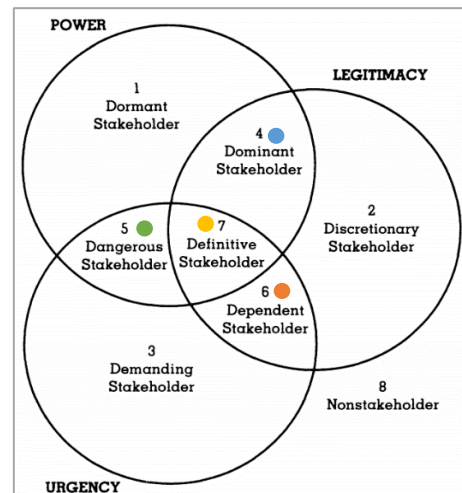 POWER
LEGITIMACY
1
Dormant
Stakeholder
4
Dominant
Stakeholder
2
Discretionary
Stakeholder
5
Dangerous
Stakeholder
7
Definitive
Stakeholder
6
Dependent
Stakeholder
3
Demanding
Stakeholder
8
Nonstakeholder
URGENCY